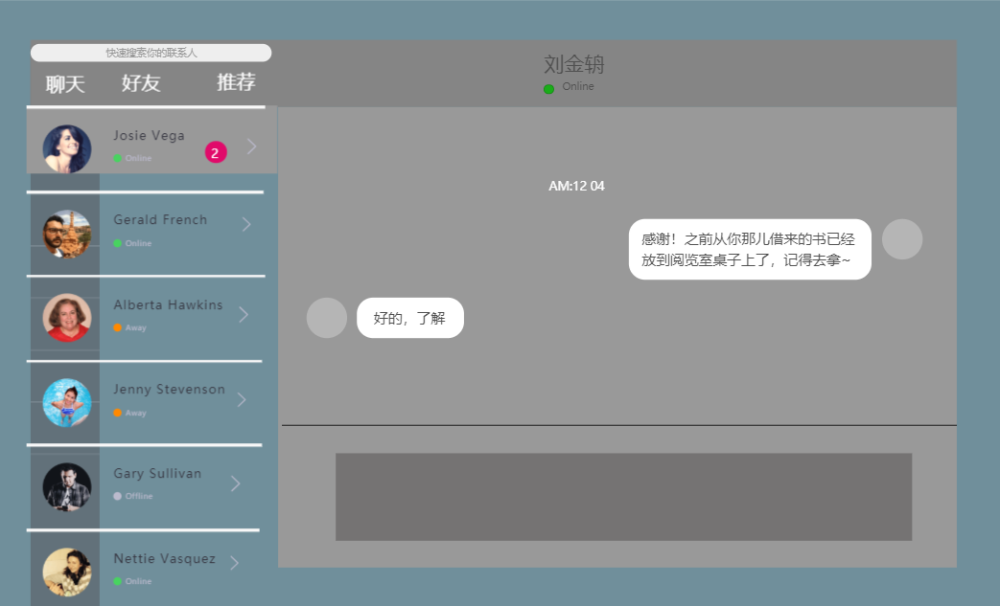 快速搜索你的联系人
聊天 好友 推荐
Josie Vega
Online
2
Gerald French
Online
Alberta Hawkins
Away
Jenny Stevenson
Away
Gary Sullivan
Offline
Nettie Vasquez
Online
刘金钥
Online
AM:12 04
感谢！之前从你那儿借来的书已经
放到阅览室桌子上了，记得去拿~
好的，了解